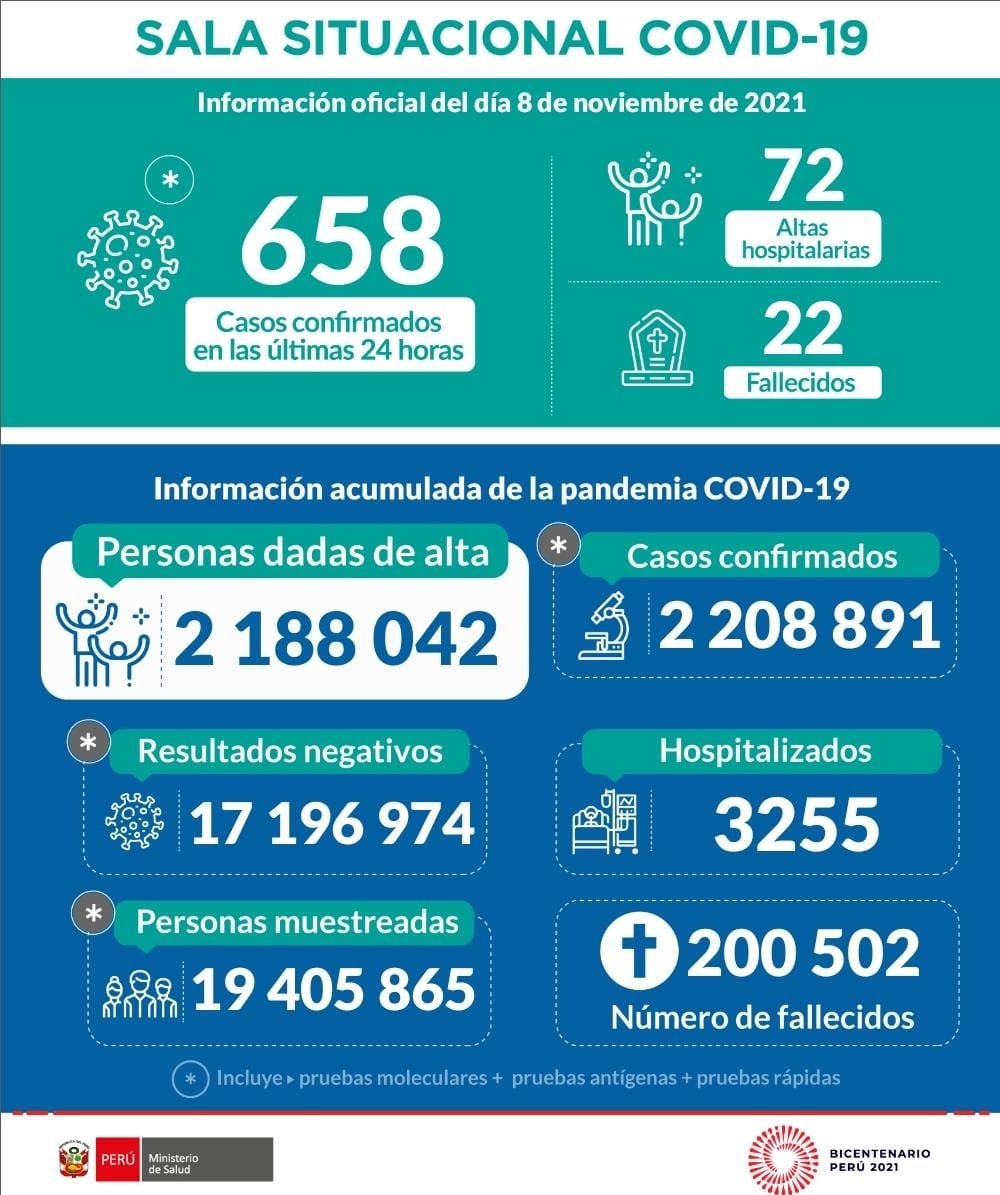 SALA SITUACIONAL COVID-19
Información oficial del día 8 de noviembre de 2021
*
658
Casos confirmados
en las últimas 24 horas
72
Altas
hospitalarias
22
Fallecidos
Información acumulada de la pandemia COVID-19
Personas dadas de alta
2 188 042
*
Casos confirmados
2 208 891
*
Resultados negativos
17 196 974
Hospitalizados
3255
*
Personas muestreadas
19 405 865
200 502
Número de fallecidos
* Incluye ▸ pruebas moleculares + pruebas antígenas + pruebas rápidas
PERÚ
Ministerio
de Salud
BICENTENARIO
PERÚ 2021